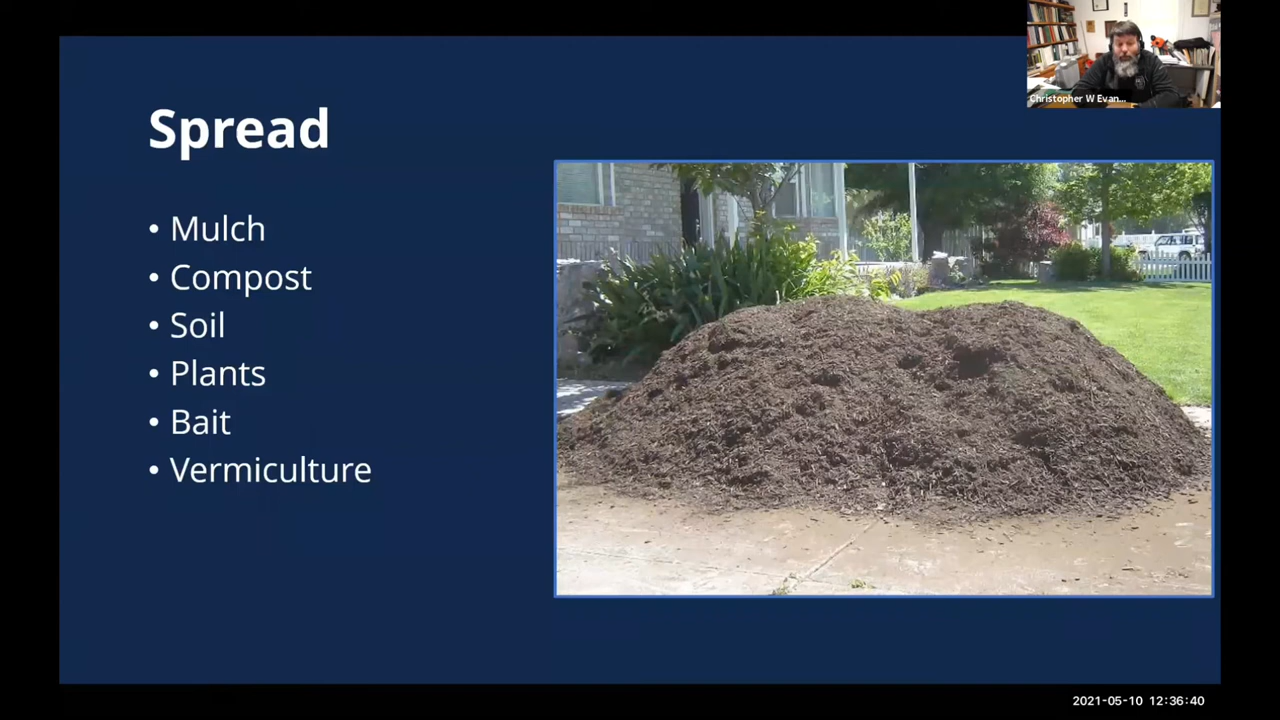 Christopher W Evan...
Spread
• Mulch
• Compost
• Soil
• Plants
• Bait
• Vermiculture
2021-05-10 12:36:40